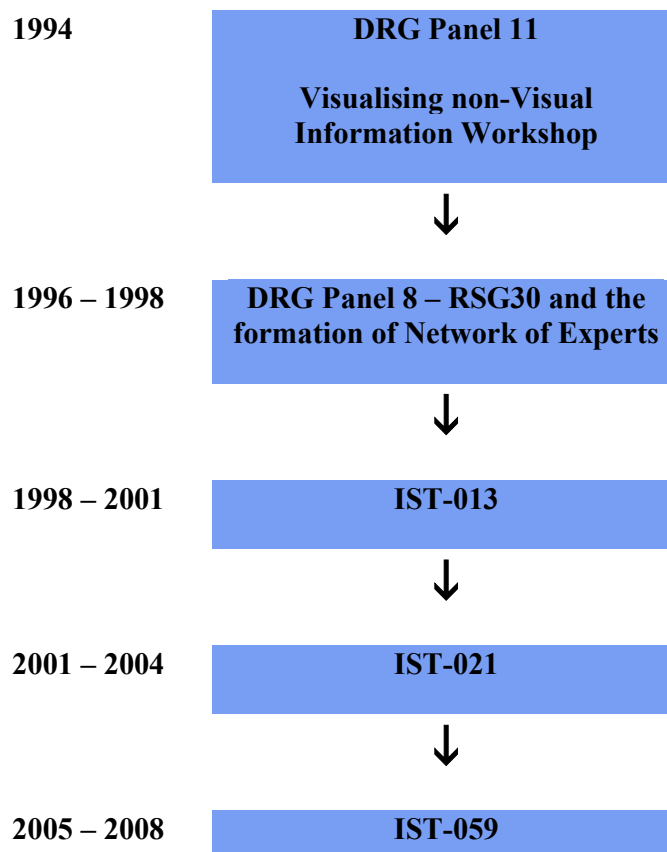 1994
DRG Panel 11
Visualising non-Visual
Information Workshop
1996 – 1998
DRG Panel 8 – RSG30 and the
formation of Network of Experts
1998 – 2001
IST-013
2001 – 2004
IST-021
2005 – 2008
IST-059